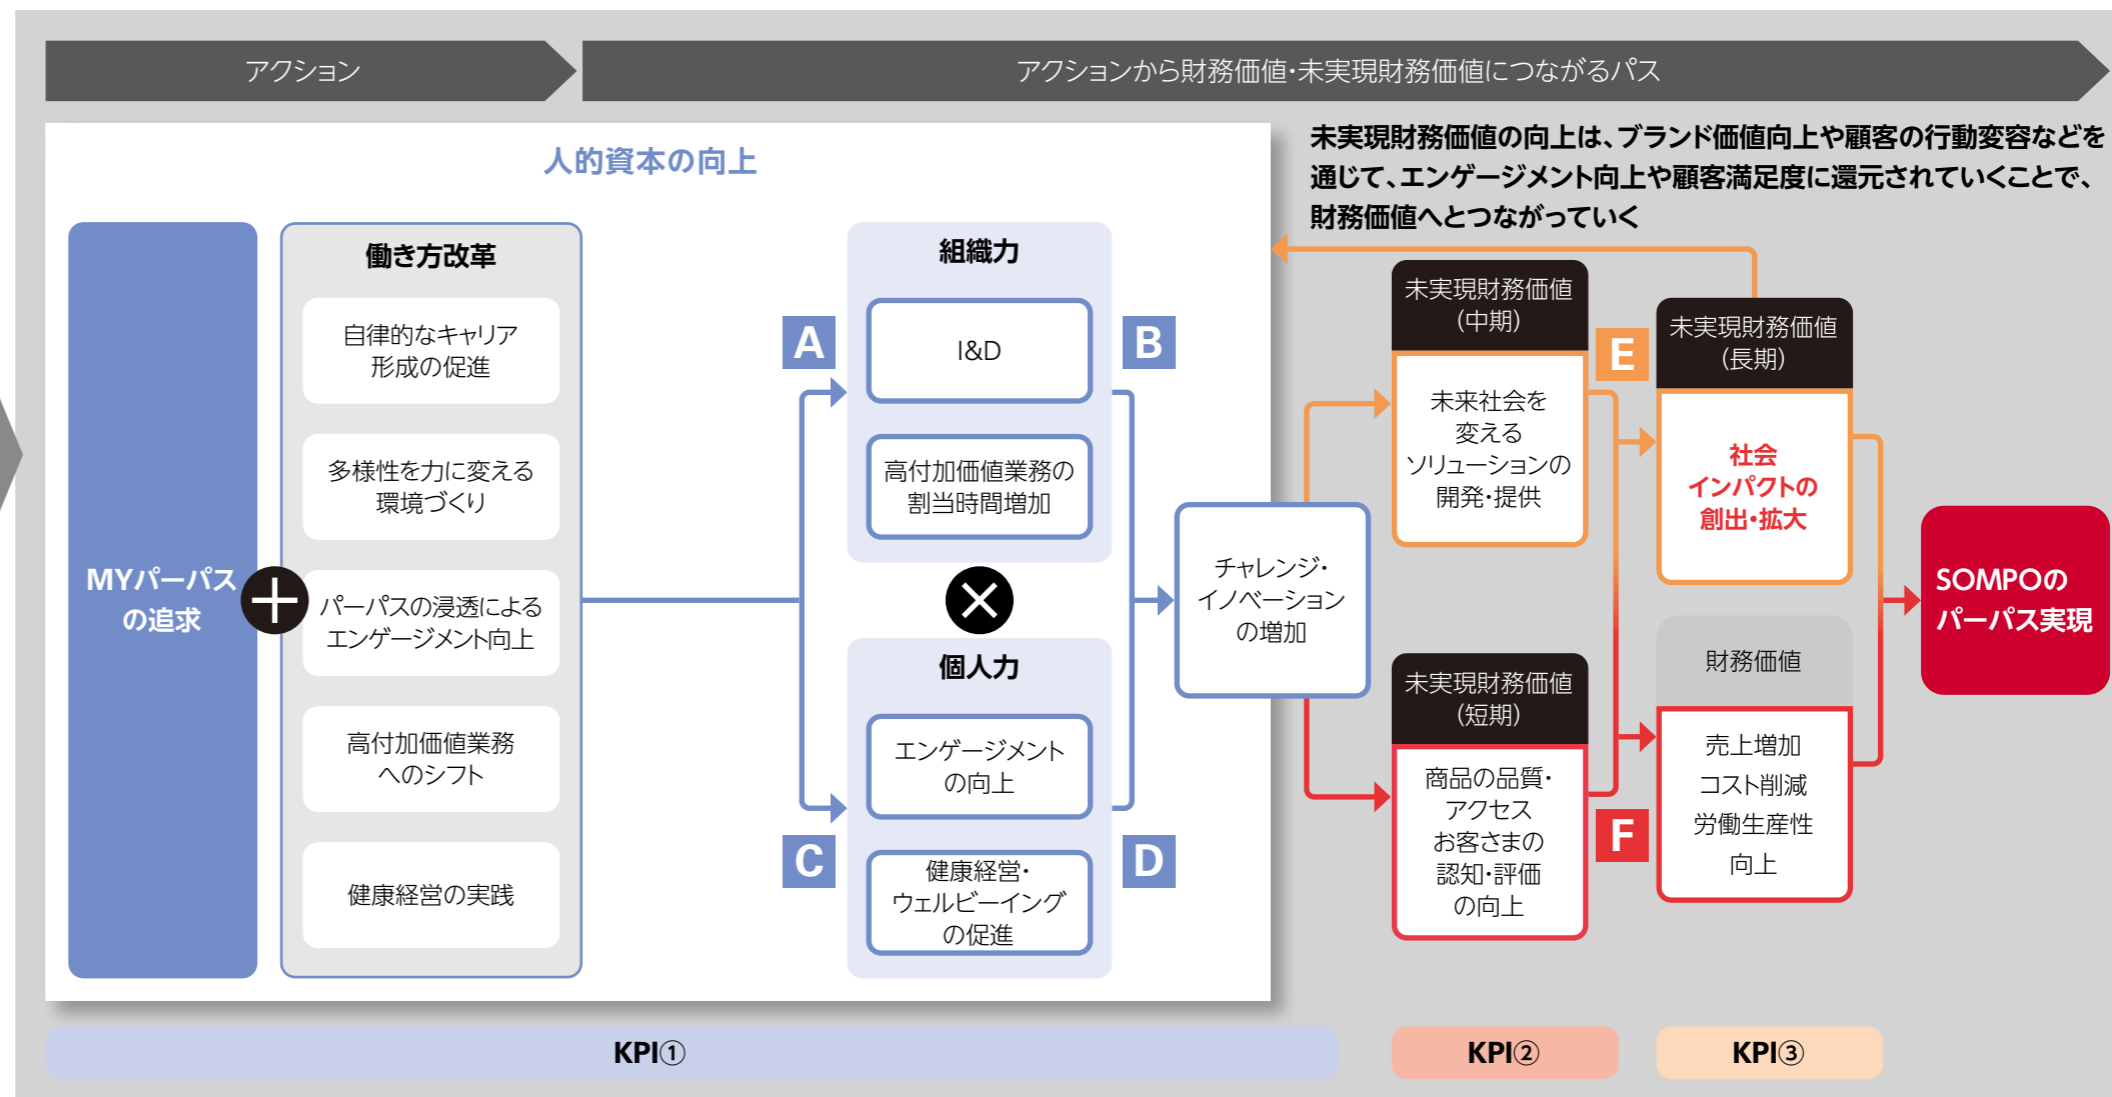 アクション
アクションから財務価値・未実現財務価値につながるパス
人的資本の向上
未実現財務価値の向上は、ブランド価値向上や顧客の行動変容などを
通じて、エンゲージメント向上や顧客満足度に還元されていくことで、
財務価値へとつながっていく
MYパーパス
の追求
+
働き方改革
自律的なキャリア
形成の促進
多様性を力に変える
環境づくり
パーパスの浸透による
エンゲージメント向上
高付加価値業務
へのシフト
健康経営の実践
A
組織力
I&D
高付加価値業務の
割当時間増加
B
×
C
個人力
エンゲージメント
の向上
健康経営・
ウェルビーイング
の促進
D
チャレンジ・
イノベーション
の増加
未実現財務価値
(中期)
未来社会を
変える
ソリューションの
開発・提供
未実現財務価値
(短期)
商品の品質・
アクセス
お客さまの
認知・評価
の向上
E
未実現財務価値
(長期)
社会
インパクトの
創出・拡大
F
財務価値
売上増加
コスト削減
労働生産性
向上
SOMPOの
パーパス実現
KPI①
KPI②
KPI③